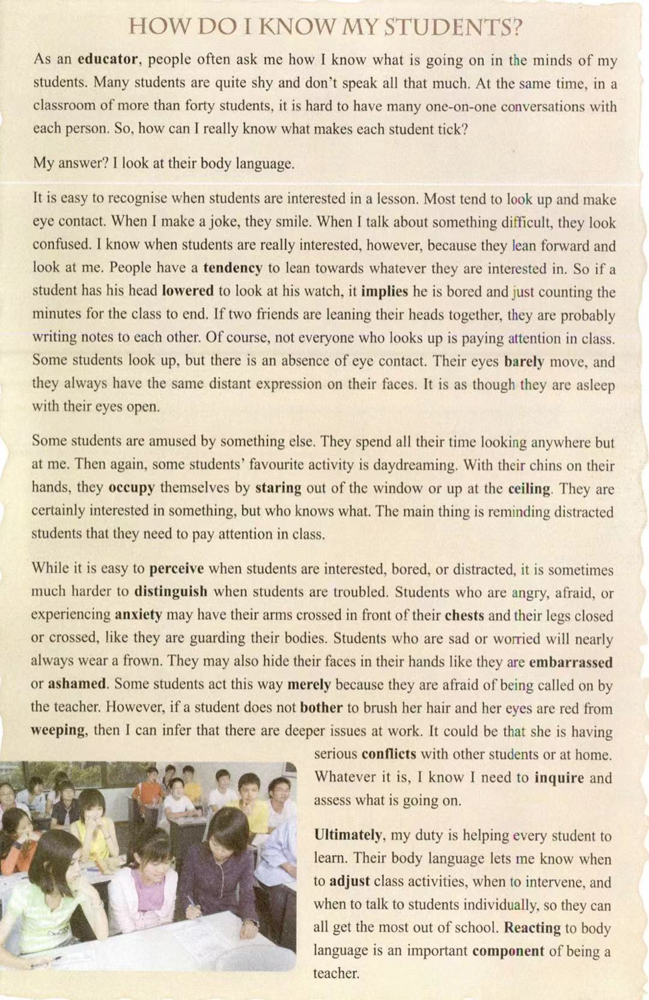 HOW DO I KNOW MY STUDENTS?
As an educator, people often ask me how I know what is going on in the minds of my
students. Many students are quite shy and don't speak all that much. At the same time, in a
classroom of more than forty students, it is hard to have many one-on-one conversations with
each person. So, how can I really know what makes each student tick?
My answer? I look at their body language.
It is easy to recognise when students are interested in a lesson. Most tend to look up and make
eye contact. When I make a joke, they smile. When I talk about something difficult, they look
confused. I know when students are really interested, however, because they lean forward and
look at me. People have a tendency to lean towards whatever they are interested in. So if a
student has his head lowered to look at his watch, it implies he is bored and just counting the
minutes for the class to end. If two friends are leaning their heads together, they are probably
writing notes to each other. Of course, not everyone who looks up is paying attention in class.
Some students look up, but there is an absence of eye contact. Their eyes barely move, and
they always have the same distant expression on their faces. It is as though they are asleep
with their eyes open.
Some students are amused by something else. They spend all their time looking anywhere but
at me. Then again, some students' favourite activity is daydreaming. With their chins on their
hands, they occupy themselves by staring out of the window or up at the ceiling. They are
certainly interested in something, but who knows what. The main thing is reminding distracted
students that they need to pay attention in class.
While it is easy to perceive when students are interested, bored, or distracted, it is sometimes
much harder to distinguish when students are troubled. Students who are angry, afraid, or
experiencing anxiety may have their arms crossed in front of their chests and their legs closed
or crossed, like they are guarding their bodies. Students who are sad or worried will nearly
always wear a frown. They may also hide their faces in their hands like they are embarrassed
or ashamed. Some students act this way merely because they are afraid of being called on by
the teacher. However, if a student does not bother to brush her hair and her eyes are red from
weeping, then I can infer that there are deeper issues at work. It could be that she is having
serious conflicts with other students or at home.
Whatever it is, I know I need to inquire and
assess what is going on.
Ultimately, my duty is helping every student to
learn. Their body language lets me know when
to adjust class activities, when to intervene, and
when to talk to students individually, so they can
all get the most out of school. Reacting to body
language is an important component of being a
teacher.